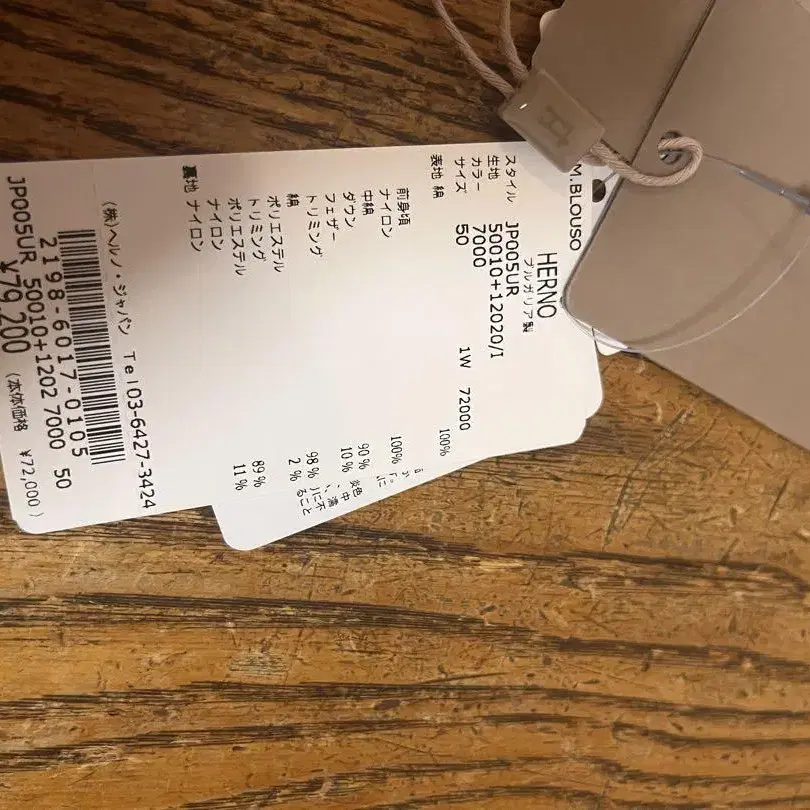 M.BLOUSO
HERNO
ブルガリア製
スタイル JP005UR
生地 50010+12020/I
カラー 7000
サイズ 50 1W 72000
表地 綿 100%
前身頃
ナイロン 100%
中綿
ダウン 90%
フェザー 10%
トリミング
綿 98%
ポリエステル 2%
トリミング
ポリエステル 89%
ナイロン 11%
裏地 ナイロン
(株)ヘルノ・ジャパン Tel03-6427-3424
2198-6017-0105
JP005UR 50010+1202 7000 50
¥79,200 (本体価格 ¥72,000)